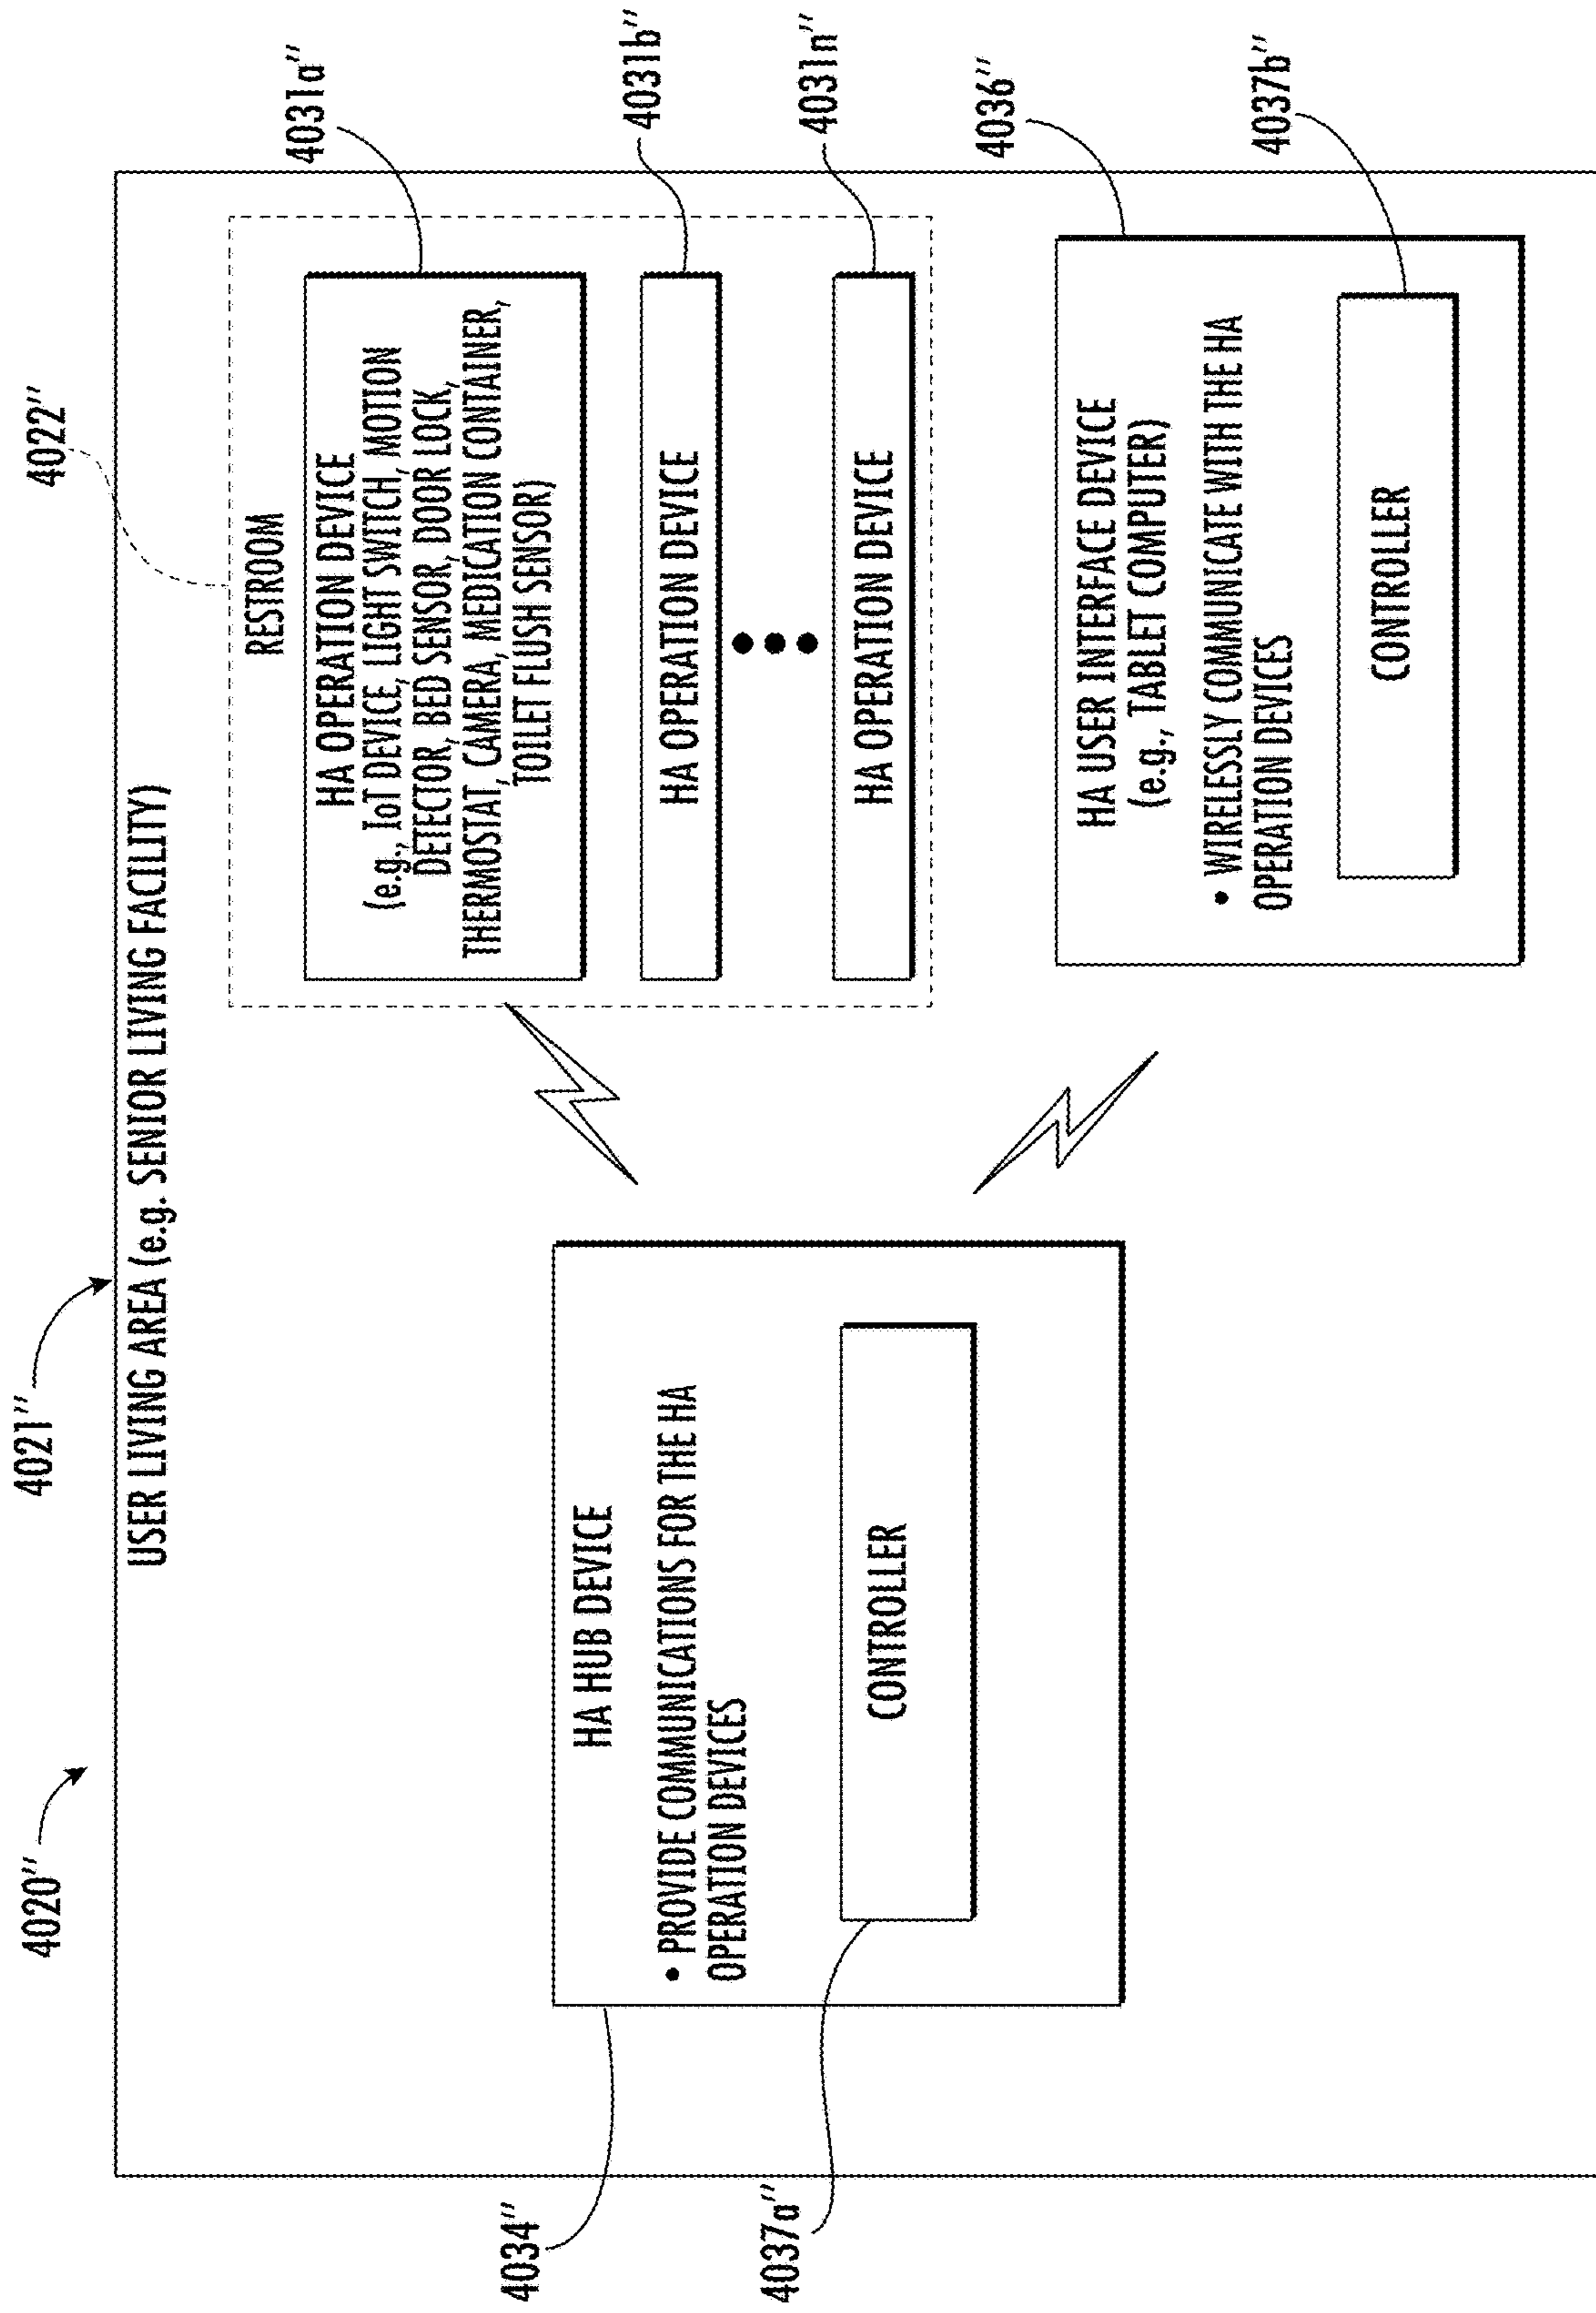 4020''
4021''
USER LIVING AREA (e.g. SENIOR LIVING FACILITY)
4022''
RESTROOM
HA OPERATION DEVICE
(e.g., IoT DEVICE, LIGHT SWITCH, MOTION
DETECTOR, BED SENSOR, DOOR LOCK,
THERMOSTAT, CAMERA, MEDICATION CONTAINER,
TOILET FLUSH SENSOR)
4031a''
HA OPERATION DEVICE
4031b''
HA OPERATION DEVICE
4031n''
4034''
HA HUB DEVICE
• PROVIDE COMMUNICATIONS FOR THE HA
OPERATION DEVICES
CONTROLLER
4037a''
4036''
HA USER INTERFACE DEVICE
(e.g., TABLET COMPUTER)
• WIRELESSLY COMMUNICATE WITH THE HA
OPERATION DEVICES
CONTROLLER
4037b''